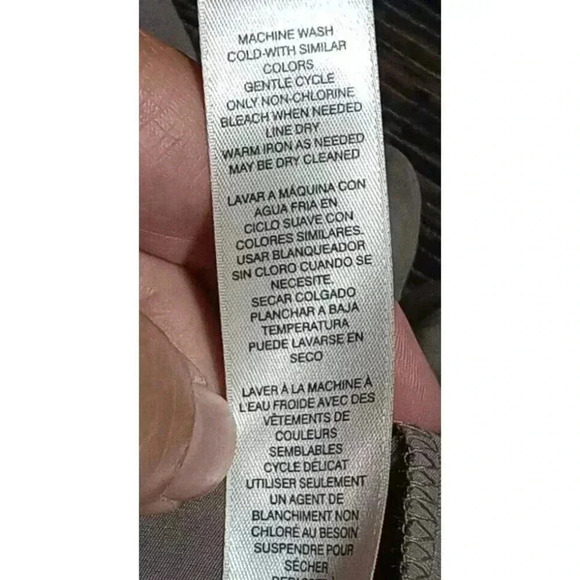 MACHINE WASH
COLD-WITH SIMILAR
COLORS
GENTLE CYCLE
ONLY NON-CHLORINE
BLEACH WHEN NEEDED
LINE DRY
WARM IRON AS NEEDED
MAY BE DRY CLEANED
LAVAR A MÁQUINA CON
AGUA FRIA EN
CICLO SUAVE CON
COLORES SIMILARES.
USAR BLANQUEADOR
SIN CLORO CUANDO SE
NECESITE.
SECAR COLGADO
PLANCHAR A BAJA
TEMPERATURA
PUEDE LAVARSE EN
SECO
LAVER À LA MACHINE À
L'EAU FROIDE AVEC DES
VÊTEMENTS DE
COULEURS
SEMBLABLES
CYCLE DÉLICAT
UTILISER SEULEMENT
UN AGENT DE
BLANCHIMENT NON
CHLORÉ AU BESOIN
SUSPENDRE POUR
SÉCHER